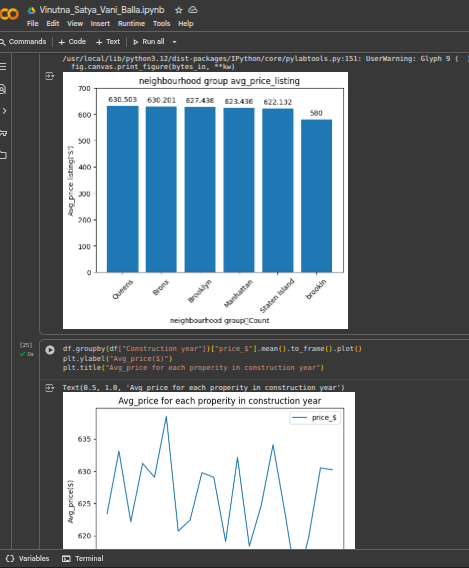 Vinutna_Satya_Vani_Balla.ipynb
File Edit View Insert Runtime Tools Help
Commands + Code + Text Run all
/usr/local/lib/python3.12/dist-packages/IPython/core/pylabtools.py:151: UserWarning: Glyph 9 (
fig.canvas.print_figure(bytes_io, **kw)
neighbourhood group avg_price_listing
700
600
500
400
300
200
100
0
Avg_price listing['$']
630.503 630.201 627.436 623.436 622.132 580
Queens Bronx Brooklyn Manhattan Staten Island brookln
neighbourhood group▯Count
[25]
0s
df.groupby(df["Construction year"])["price_$"].mean().to_frame().plot()
plt.ylabel("Avg_price($)")
plt.title("Avg_price for each properity in construction year")
Text(0.5, 1.0, 'Avg_price for each properity in construction year')
Avg_price for each properity in construction year
price_$
635
630
625
620
Avg_price($)
{} Variables Terminal